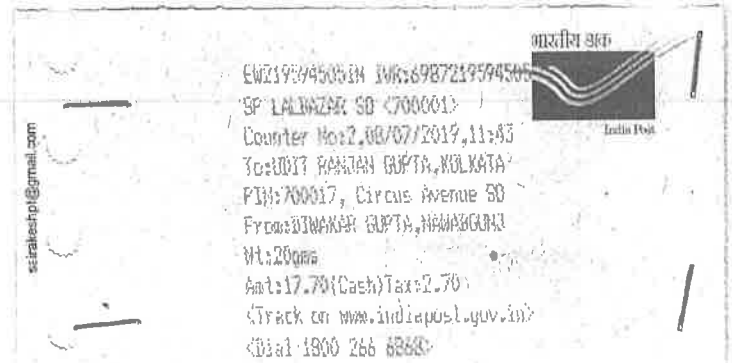 भारतीय डाक
EW219594505IN IVR:6987219594505
SP LALBAZAR SO <700001>
Counter No:2,08/07/2019,11:43
To:UDIT RANJAN GUPTA,KOLKATA
PIN:700017, Circus Avenue SO
From:DIWAKAR GUPTA,NAWABGUNJ
Wt:20gms
Amt:17.70(Cash)Tax:2.70
<Track on www.indiapost.gov.in>
<Dial 1800 266 6868>
India Post
ssirakeshpl@gmail.com